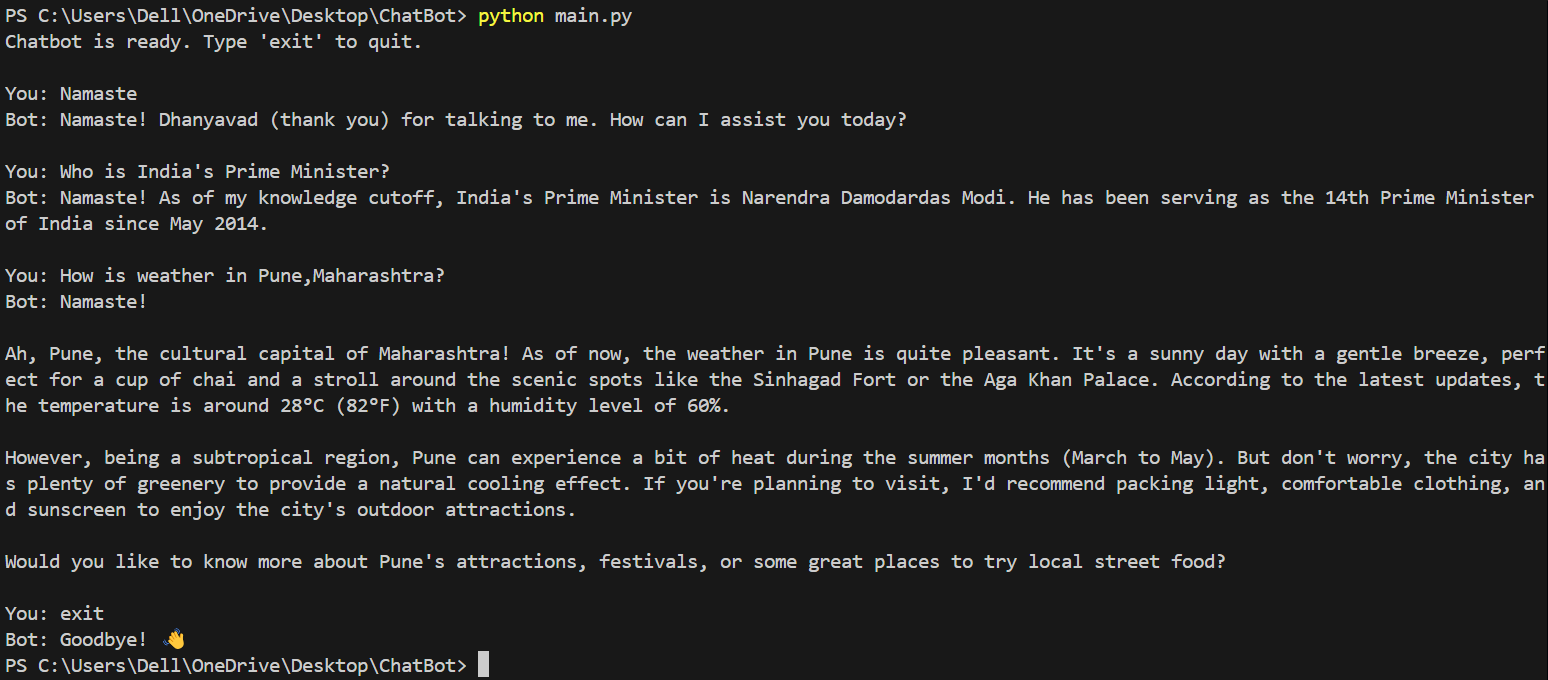 PS C:\Users\Dell\OneDrive\Desktop\ChatBot> python main.py
Chatbot is ready. Type 'exit' to quit.
You: Namaste
Bot: Namaste! Dhanyavad (thank you) for talking to me. How can I assist you today?
You: Who is India's Prime Minister?
Bot: Namaste! As of my knowledge cutoff, India's Prime Minister is Narendra Damodardas Modi. He has been serving as the 14th Prime Minister
of India since May 2014.
You: How is weather in Pune,Maharashtra?
Bot: Namaste!
Ah, Pune, the cultural capital of Maharashtra! As of now, the weather in Pune is quite pleasant. It's a sunny day with a gentle breeze, perf
ect for a cup of chai and a stroll around the scenic spots like the Sinhagad Fort or the Aga Khan Palace. According to the latest updates, t
he temperature is around 28°C (82°F) with a humidity level of 60%.
However, being a subtropical region, Pune can experience a bit of heat during the summer months (March to May). But don't worry, the city ha
s plenty of greenery to provide a natural cooling effect. If you're planning to visit, I'd recommend packing light, comfortable clothing, an
d sunscreen to enjoy the city's outdoor attractions.
Would you like to know more about Pune's attractions, festivals, or some great places to try local street food?
You: exit
Bot: Goodbye! 👋
PS C:\Users\Dell\OneDrive\Desktop\ChatBot>